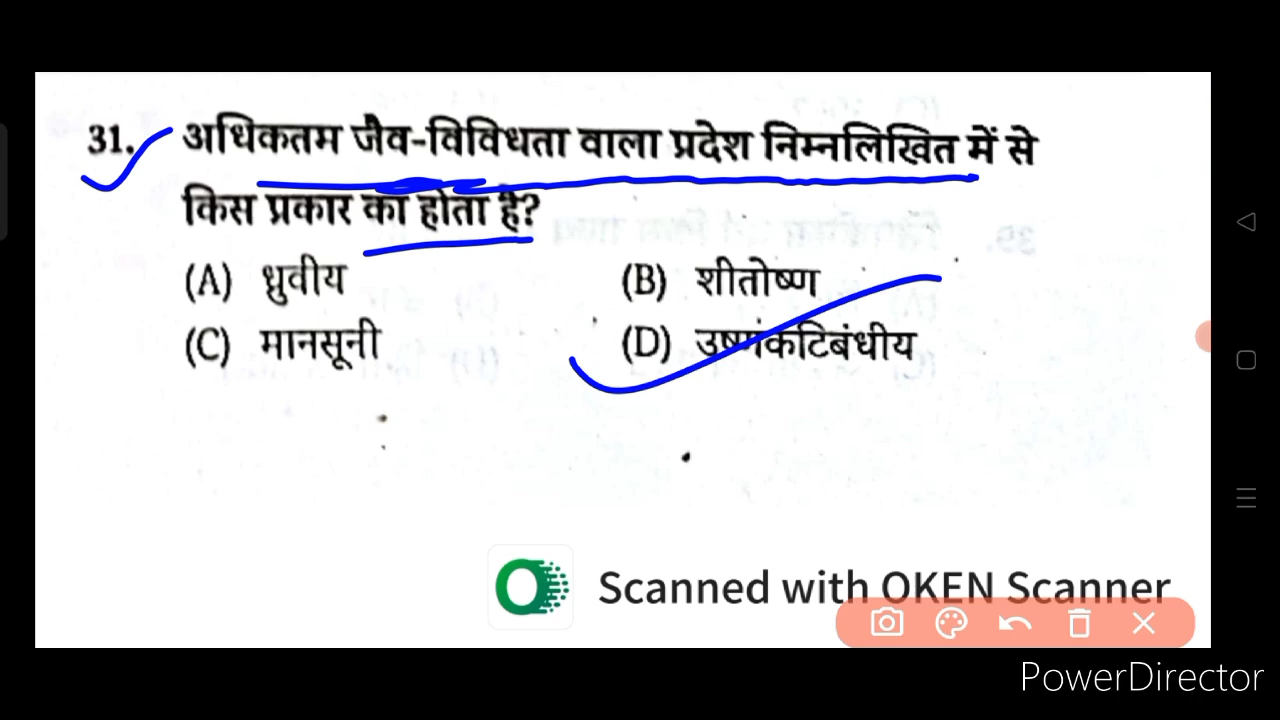 31. अधिकतम जैव-विविधता वाला प्रदेश निम्नलिखित में से
किस प्रकार का होता है?
(A) ध्रुवीय (B) शीतोष्ण
(C) मानसूनी (D) उष्णकटिबंधीय
Scanned with OKEN Scanner
PowerDirector